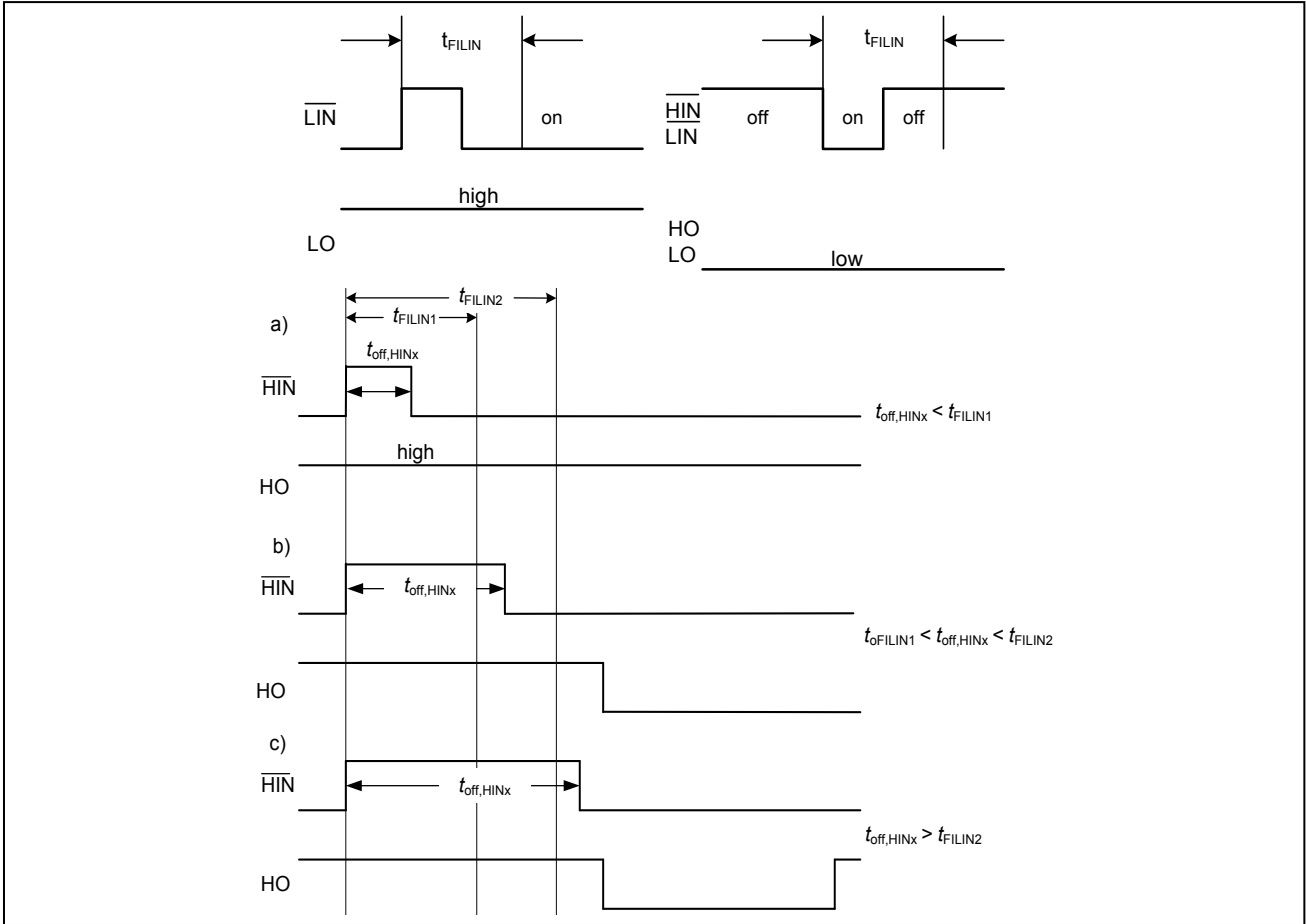 tFILIN
tFILIN
LIN
on
HIN
LIN
off
on
off
high
LO
HO
LO
low
tFILIN2
tFILIN1
a)
toff,HINx
HIN
toff,HINx < tFILIN1
high
HO
b)
HIN
toff,HINx
toFILIN1 < toff,HINx < tFILIN2
HO
c)
HIN
toff,HINx
toff,HINx > tFILIN2
HO